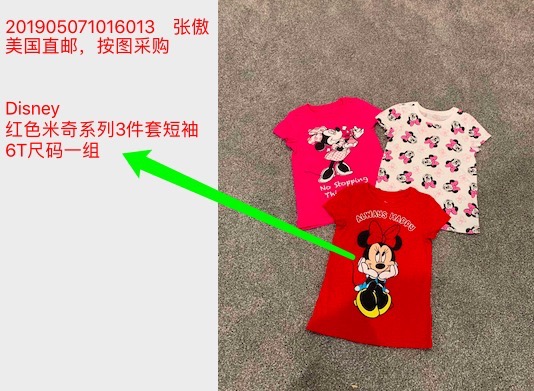 201905071016013 张傲
美国直邮，按图采购
Disney
红色米奇系列3件套短袖
6T尺码一组
No Stopping
ALWAYS HAPPY